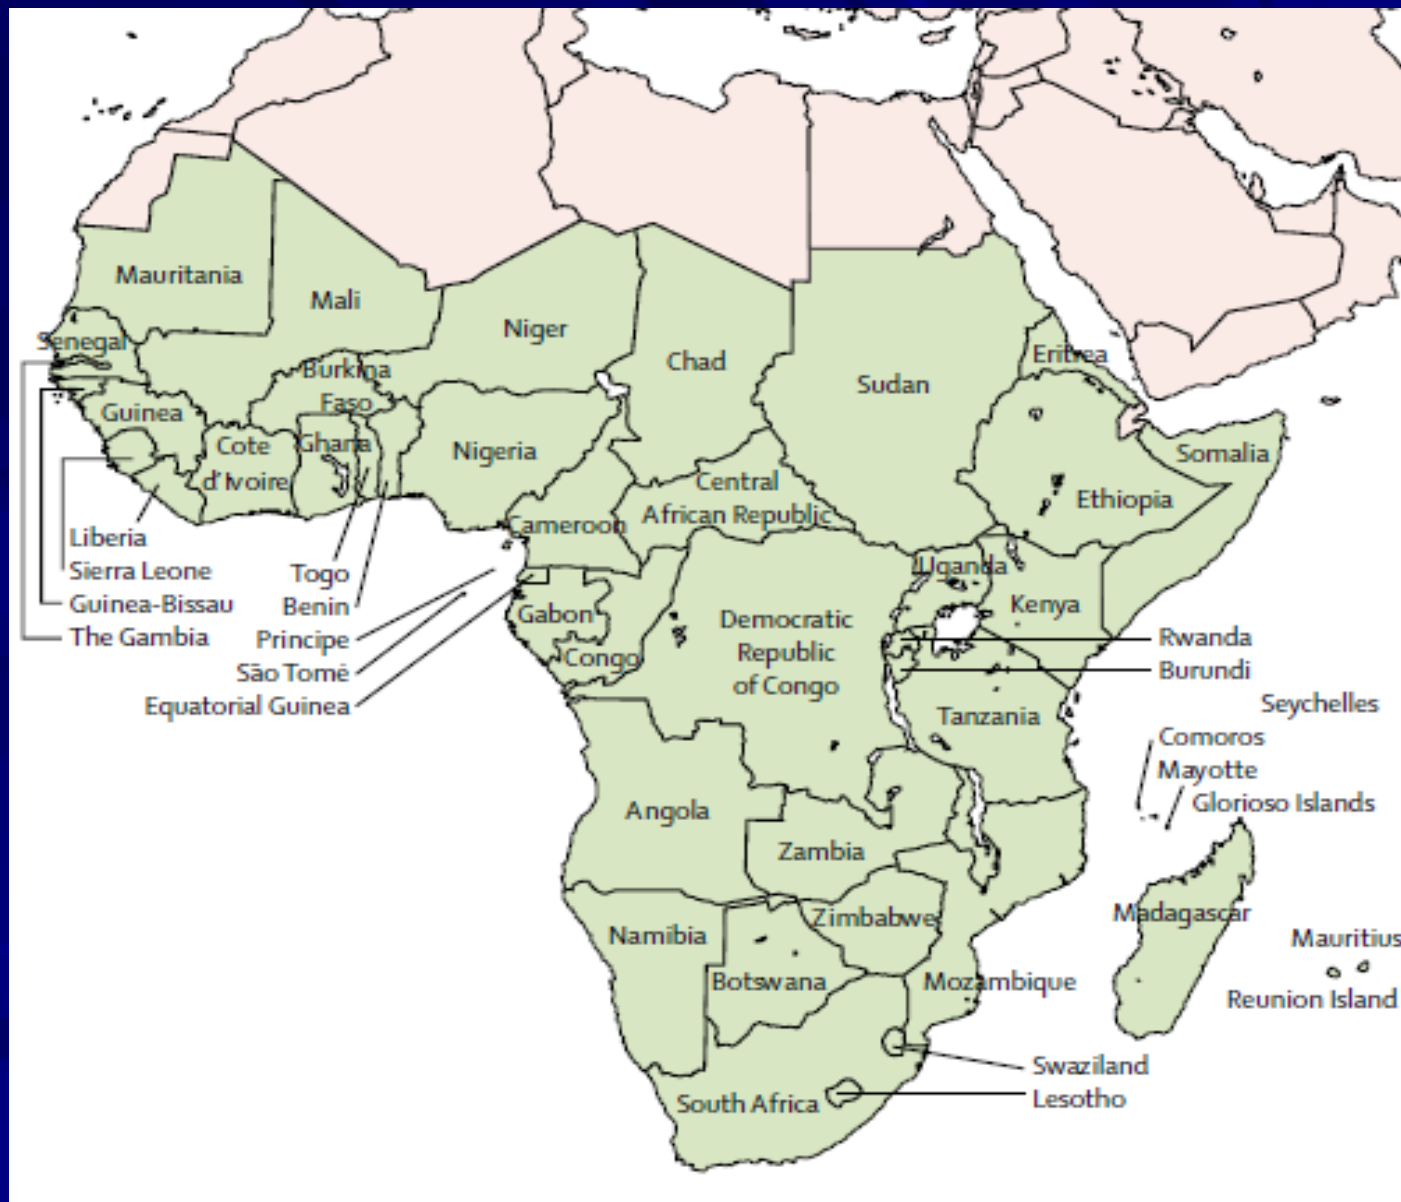 Mauritania
Mali
Niger
Chad
Sudan
Eritrea
Senegal
Burkina
Faso
Guinea
Cote
d'Ivoire
Ghana
Nigeria
Central
African Republic
Cameroon
Somalia
Ethiopia
Liberia
Sierra Leone
Guinea-Bissau
The Gambia
Togo
Benin
Principe
São Tomé
Equatorial Guinea
Gabon
Congo
Democratic
Republic
of Congo
Uganda
Kenya
Rwanda
Burundi
Seychelles
Tanzania
Comoros
Mayotte
Glorioso Islands
Angola
Zambia
Zimbabwe
Namibia
Botswana
Mozambique
Madagascar
Mauritius
Reunion Island
Swaziland
Lesotho
South Africa